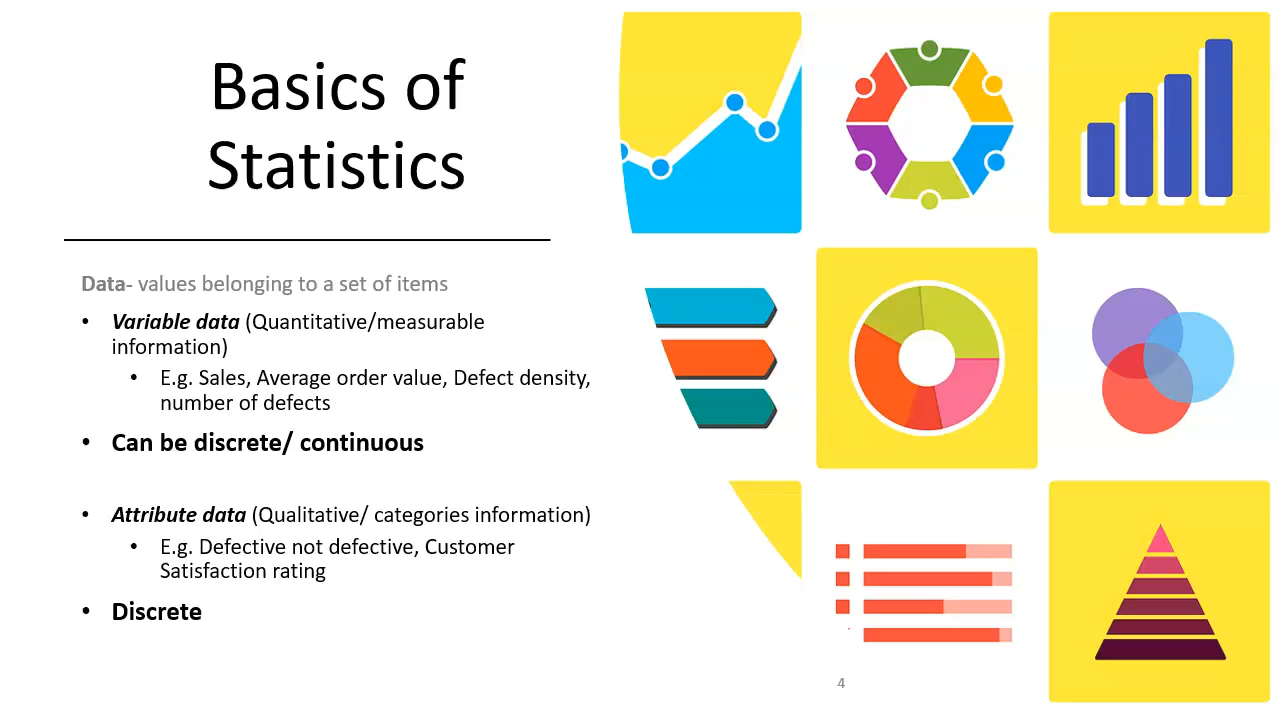 Basics of
Statistics
Data- values belonging to a set of items
• Variable data (Quantitative/measurable
information)
• E.g. Sales, Average order value, Defect density,
number of defects
• Can be discrete/ continuous
• Attribute data (Qualitative/ categories information)
• E.g. Defective not defective, Customer
Satisfaction rating
• Discrete
4